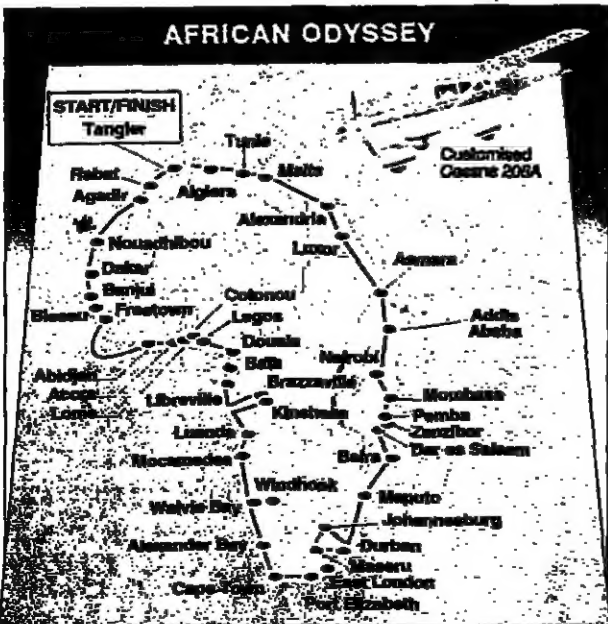 AFRICAN ODYSSEY
START/FINISH
Tangier
Customised
Cessna 206A
Tunis
Malta
Rabat
Agadir
Algiers
Alexandria
Luxor
Nouadhibou
Dakar
Banjul
Bissau
Freetown
Asmara
Cotonou
Lagos
Addis
Ababa
Douala
Bata
Nairobi
Abidjan
Accra
Lome
Libreville
Brazzaville
Kinshasa
Mombasa
Pemba
Zanzibar
Dar es Salaam
Luanda
Mocamedes
Beira
Windhoek
Walvis Bay
Maputo
Johannesburg
Alexander Bay
Durban
Maseru
Cape Town
East London
Port Elizabeth